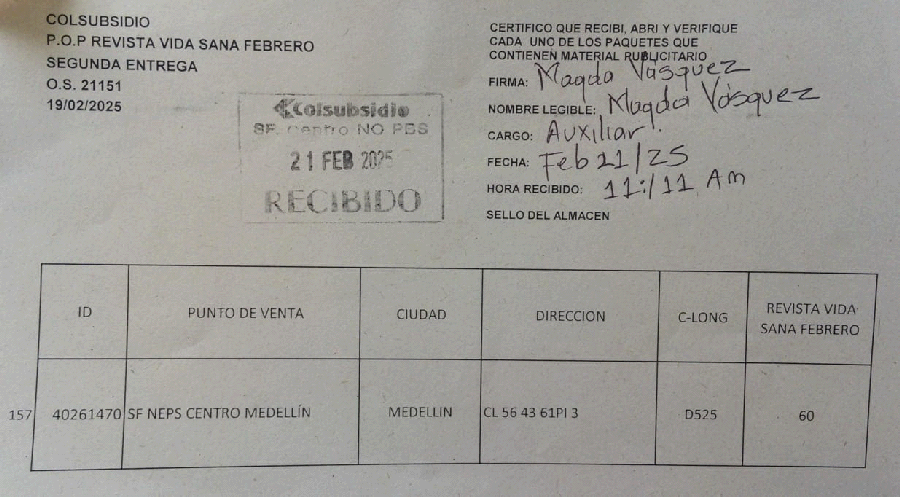 COLSUBSIDIO
P.O.P REVISTA VIDA SANA FEBRERO
SEGUNDA ENTREGA
O.S. 21151
19/02/2025
Colsubsidio
SF Centro NO PBS
21 FEB 2025
RECIBIDO
CERTIFICO QUE RECIBI, ABRI Y VERIFIQUE
CADA UNO DE LOS PAQUETES QUE
CONTIENEN MATERIAL PUBLICITARIO
FIRMA: Magda Vásquez
NOMBRE LEGIBLE: Magda Vásquez
CARGO: Auxiliar
FECHA: Feb 21/25
HORA RECIBIDO: 11:/11 Am
SELLO DEL ALMACEN
ID PUNTO DE VENTA CIUDAD DIRECCION C-LONG REVISTA VIDA
SANA FEBRERO
157 40261470 SF NEPS CENTRO MEDELLÍN MEDELLIN CL 56 43 61PI 3 D525 60